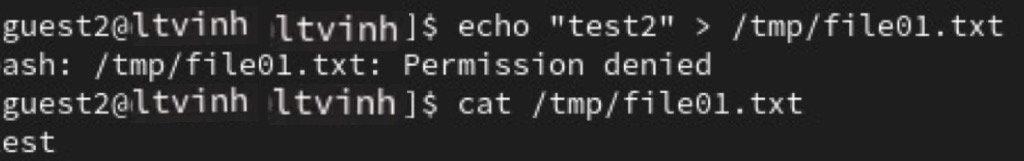 guest2@ltvinh ltvinh]$ echo "test2" > /tmp/file01.txt
ash: /tmp/file01.txt: Permission denied
guest2@ltvinh ltvinh]$ cat /tmp/file01.txt
est